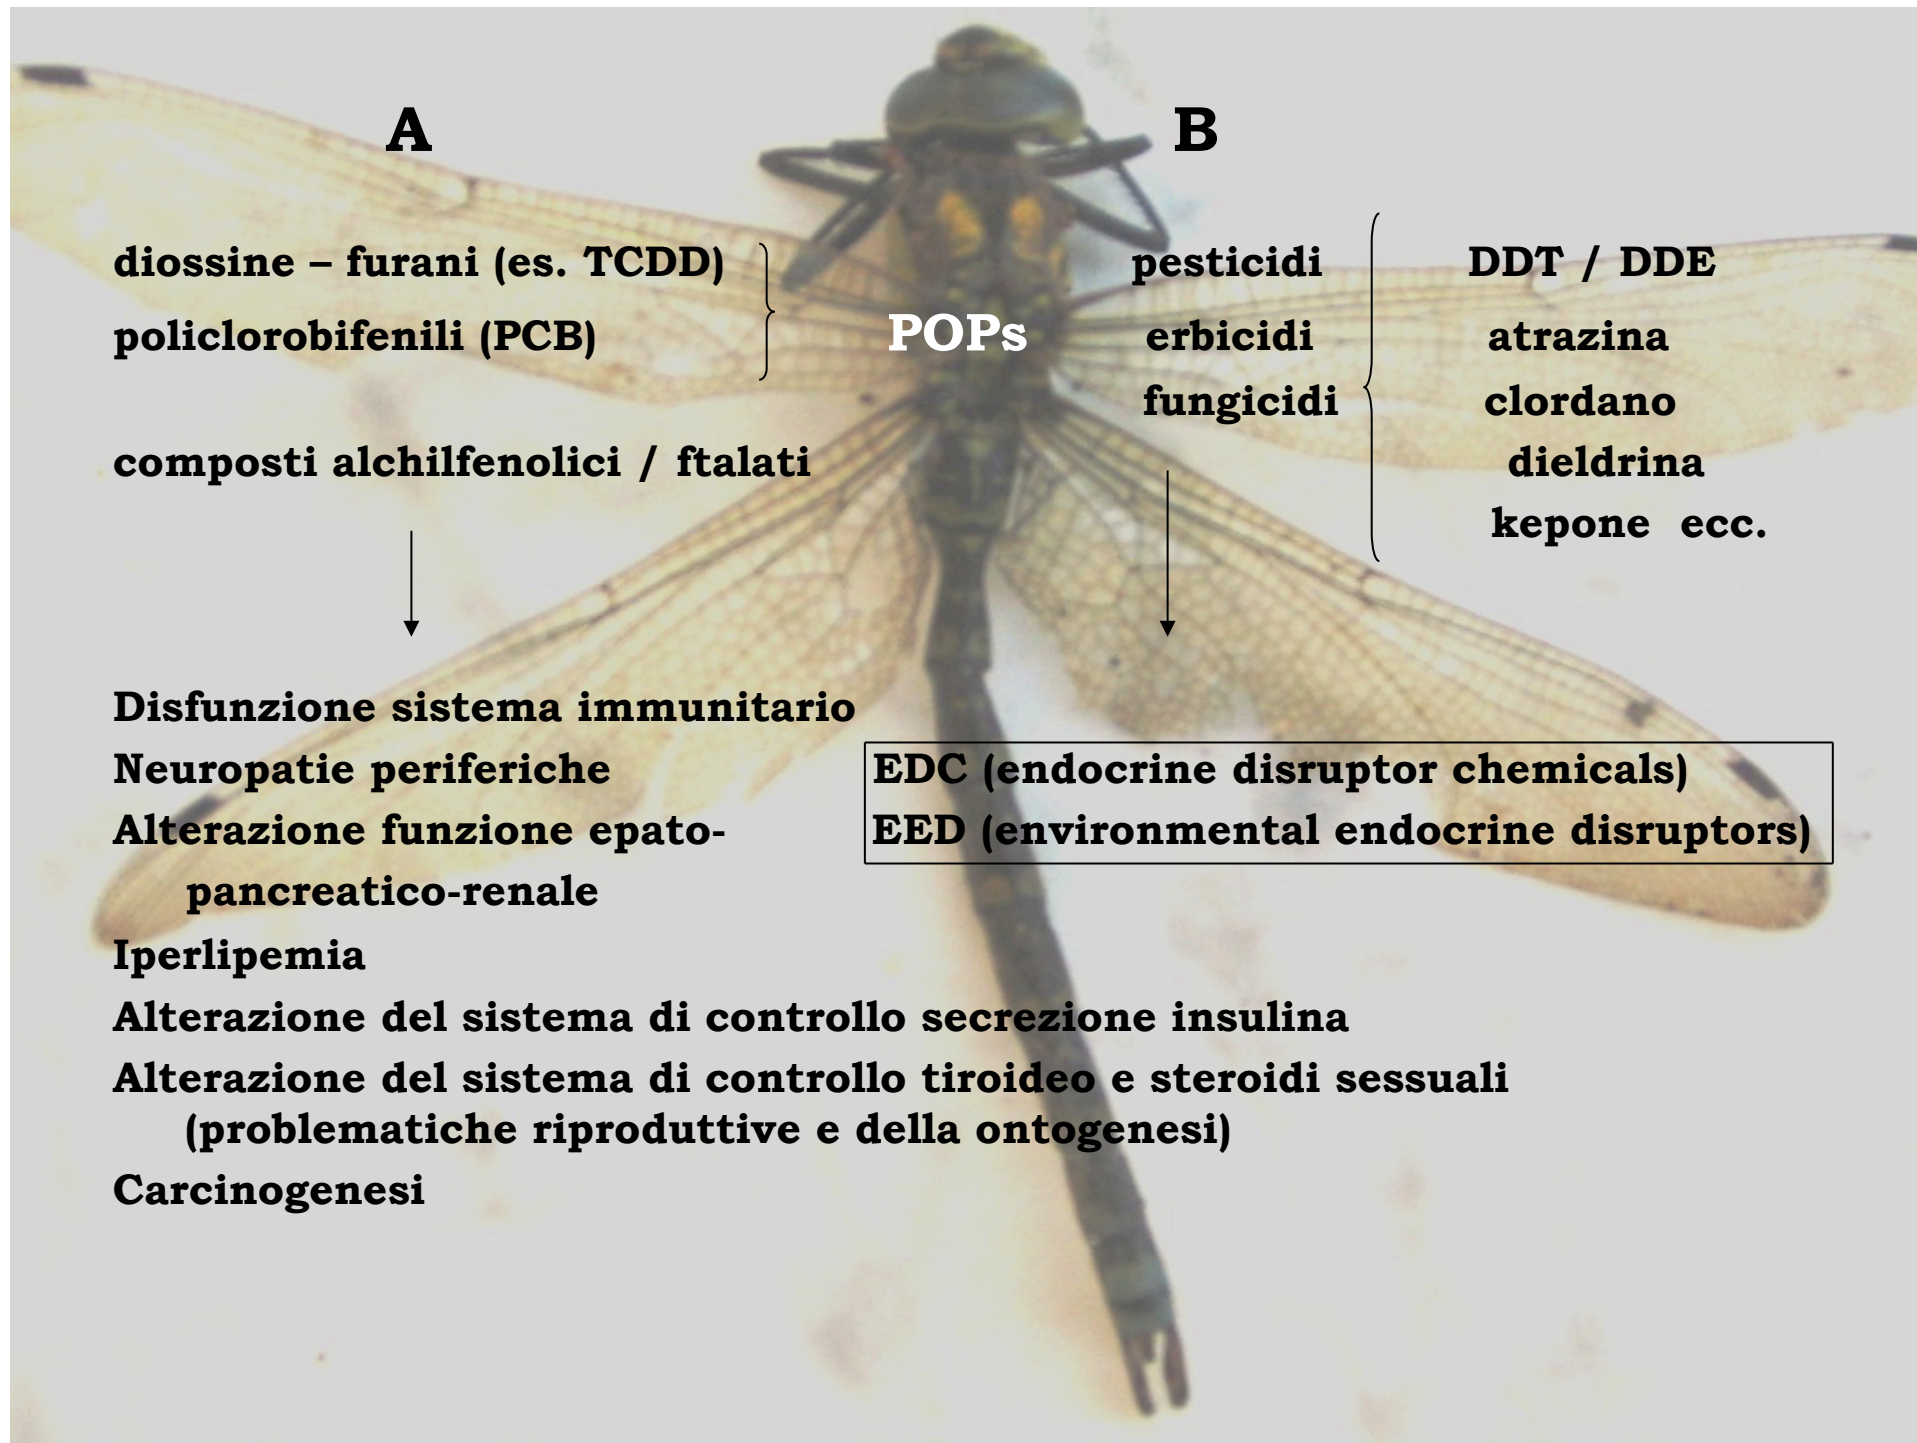 A
B
diossine – furani (es. TCDD)
policlorobifenili (PCB)
POPs
composti alchilfenolici / ftalati
pesticidi
erbicidi
fungicidi
DDT / DDE
atrazina
clordano
dieldrina
kepone ecc.
Disfunzione sistema immunitario
Neuropatie periferiche
Alterazione funzione epato-
pancreatico-renale
EDC (endocrine disruptor chemicals)
EED (environmental endocrine disruptors)
Iperlipemia
Alterazione del sistema di controllo secrezione insulina
Alterazione del sistema di controllo tiroideo e steroidi sessuali
(problematiche riproduttive e della ontogenesi)
Carcinogenesi